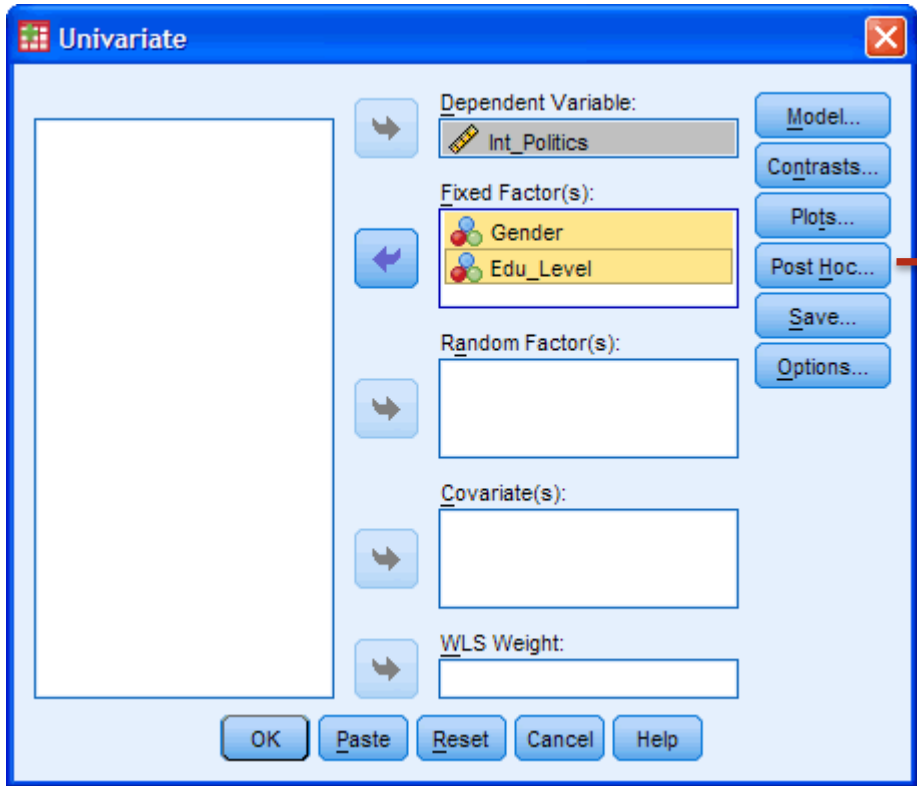 Univariate
Dependent Variable:
Int_Politics
Fixed Factor(s):
Gender
Edu_Level
Random Factor(s):
Covariate(s):
WLS Weight:
Model...
Contrasts...
Plots...
Post Hoc...
Save...
Options...
OK Paste Reset Cancel Help